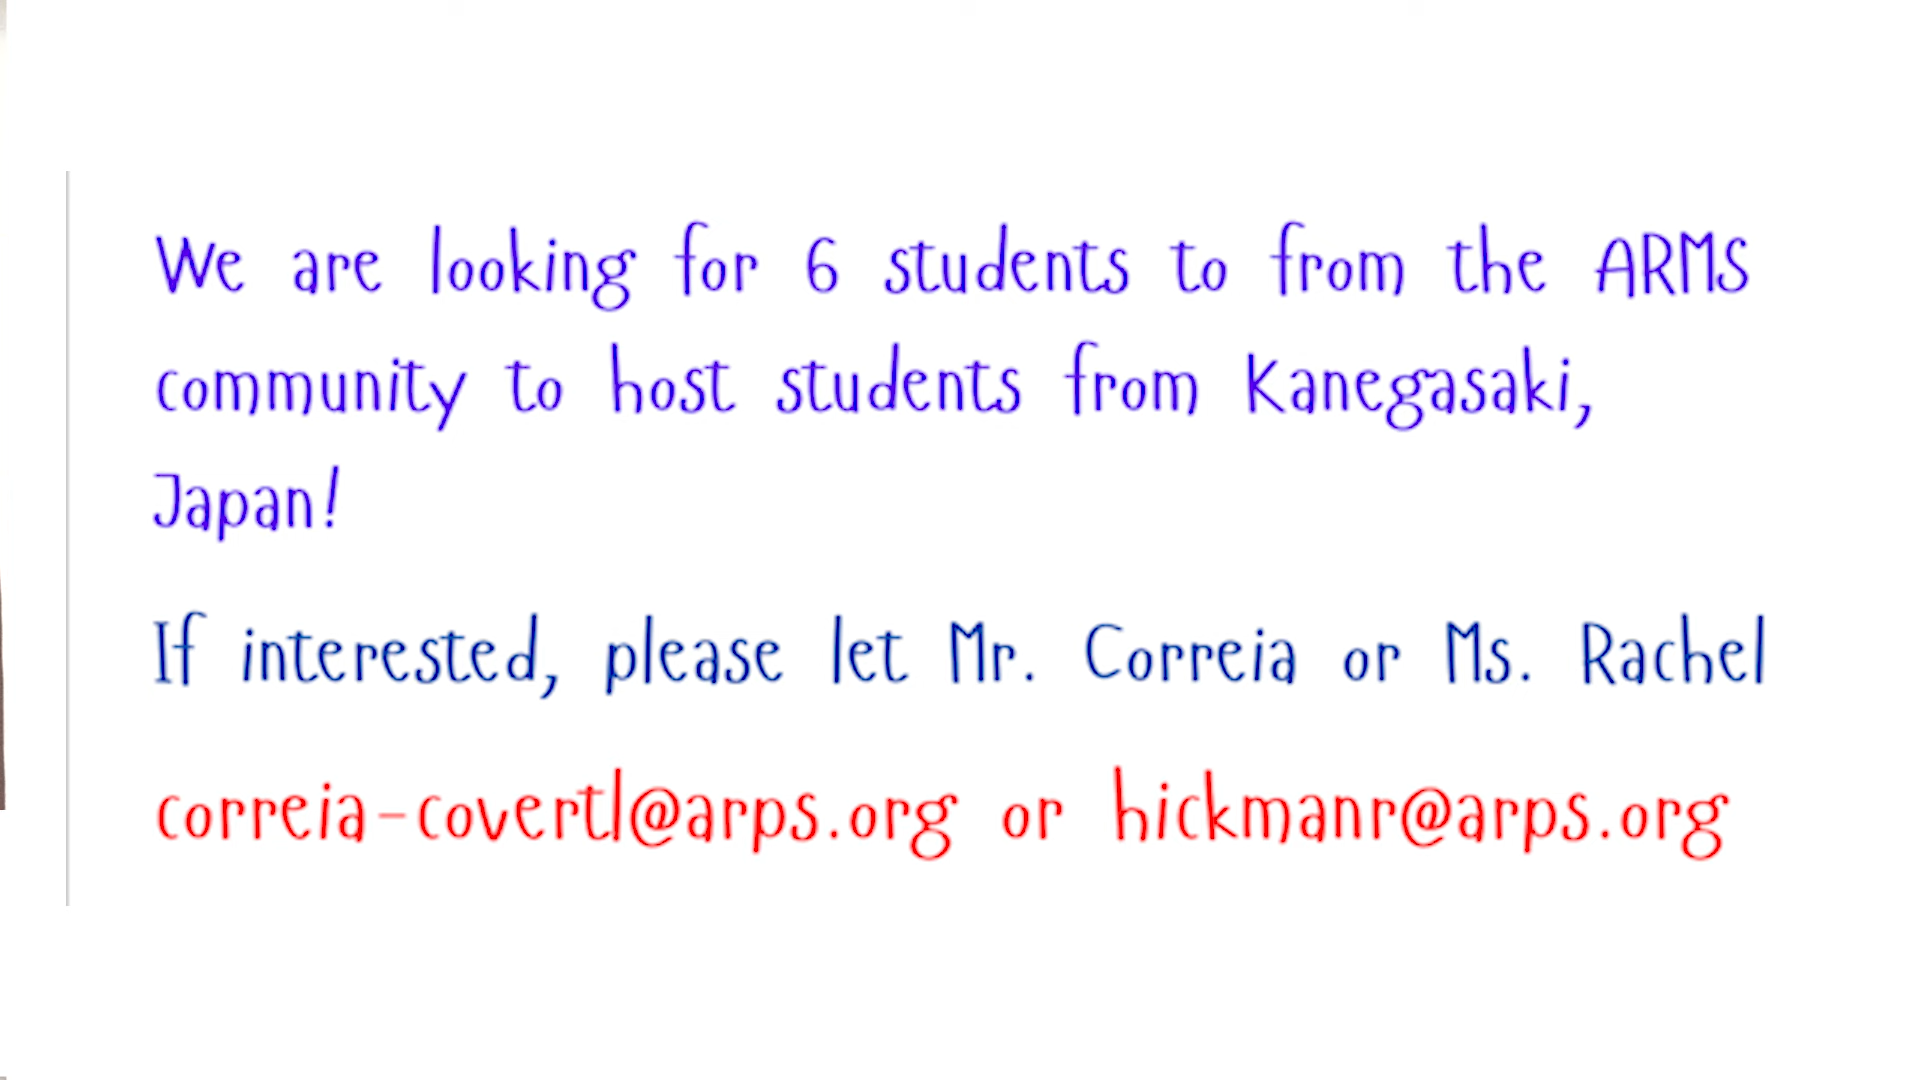 We are looking for 6 students to from the ARMS
community to host students from Kanegasaki,
Japan!
If interested, please let Mr. Correia or Ms. Rachel
correia-covertl@arps.org or hickmanr@arps.org